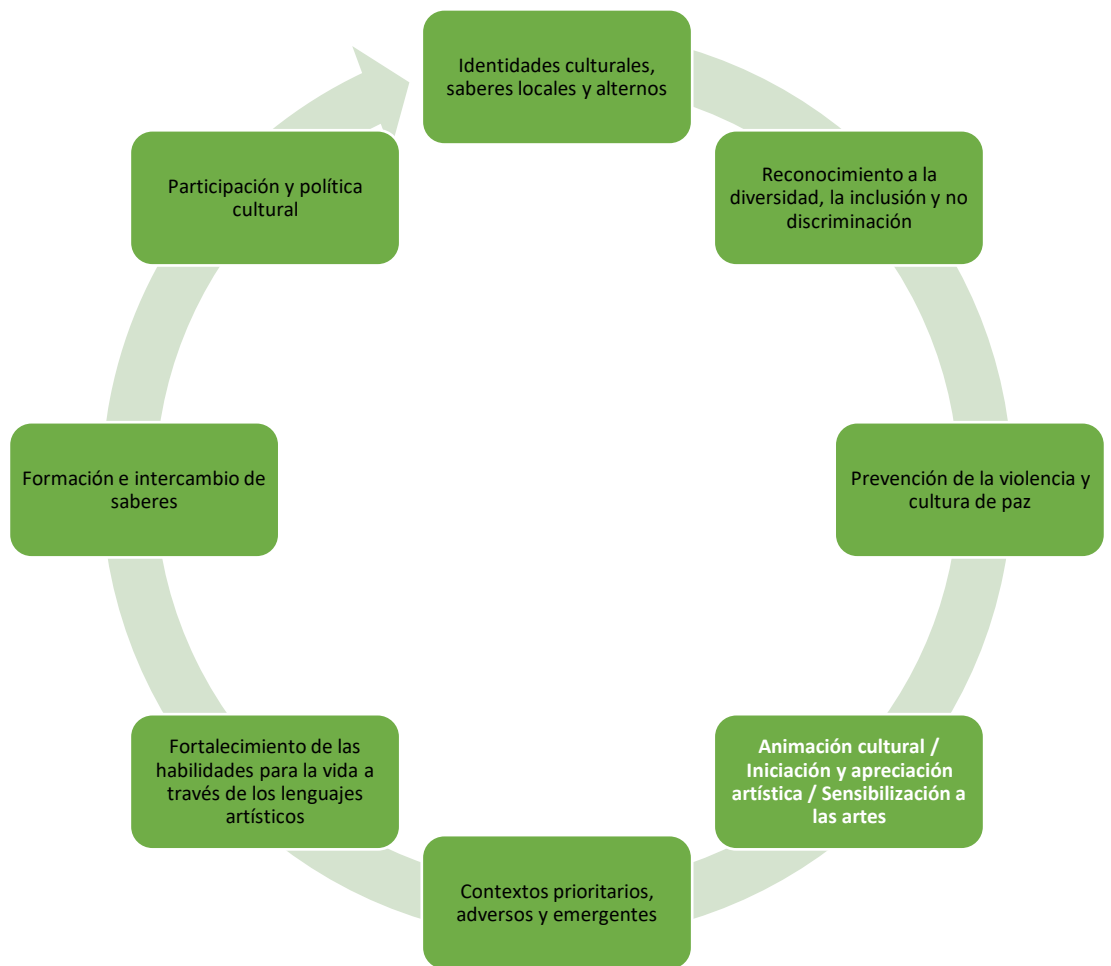 Identidades culturales,
saberes locales y alternos
Reconocimiento a la
diversidad, la inclusión y no
discriminación
Prevención de la violencia y
cultura de paz
Animación cultural /
Iniciación y apreciación
artística / Sensibilización a
las artes
Contextos prioritarios,
adversos y emergentes
Fortalecimiento de las
habilidades para la vida a
través de los lenguajes
artísticos
Formación e intercambio de
saberes
Participación y política
cultural